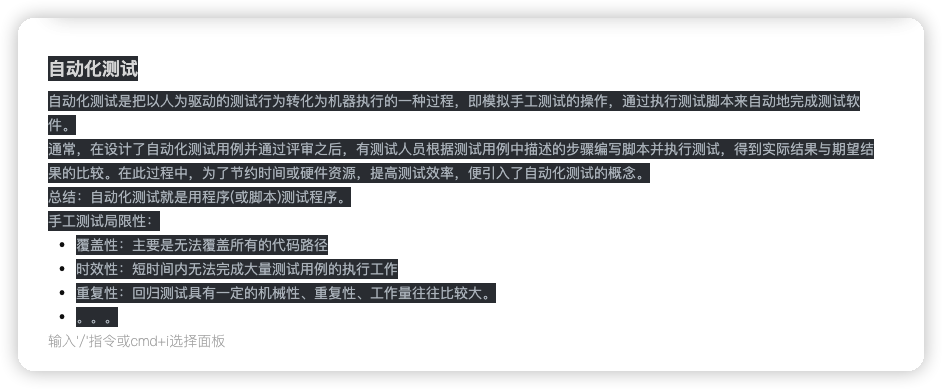 自动化测试
自动化测试是把以人为驱动的测试行为转化为机器执行的一种过程，即模拟手工测试的操作，通过执行测试脚本来自动地完成测试软
件。
通常，在设计了自动化测试用例并通过评审之后，有测试人员根据测试用例中描述的步骤编写脚本并执行测试，得到实际结果与期望结
果的比较。在此过程中，为了节约时间或硬件资源，提高测试效率，便引入了自动化测试的概念。
总结：自动化测试就是用程序(或脚本)测试程序。
手工测试局限性：
• 覆盖性：主要是无法覆盖所有的代码路径
• 时效性：短时间内无法完成大量测试用例的执行工作
• 重复性：回归测试具有一定的机械性、重复性、工作量往往比较大。
• 。。。
输入'/'指令或cmd+i选择面板